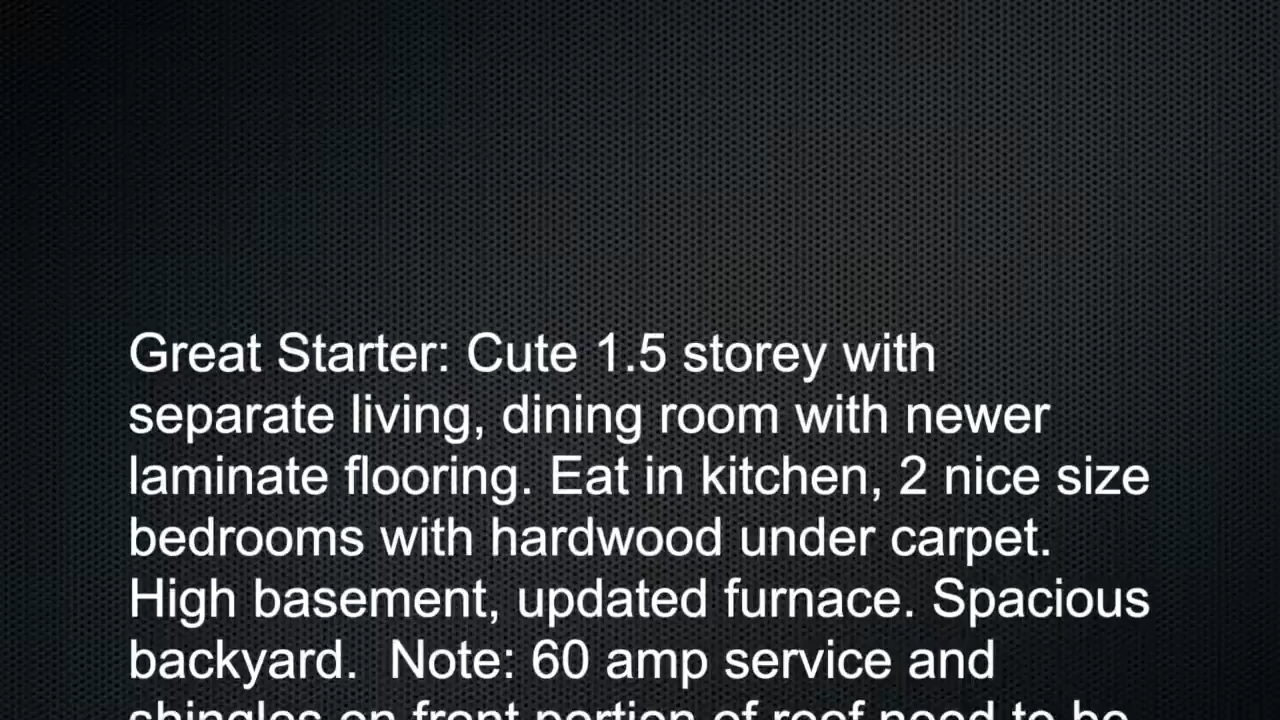 Great Starter: Cute 1.5 storey with
separate living, dining room with newer
laminate flooring. Eat in kitchen, 2 nice size
bedrooms with hardwood under carpet.
High basement, updated furnace. Spacious
backyard.  Note: 60 amp service and
shingles on front portion of roof need to be